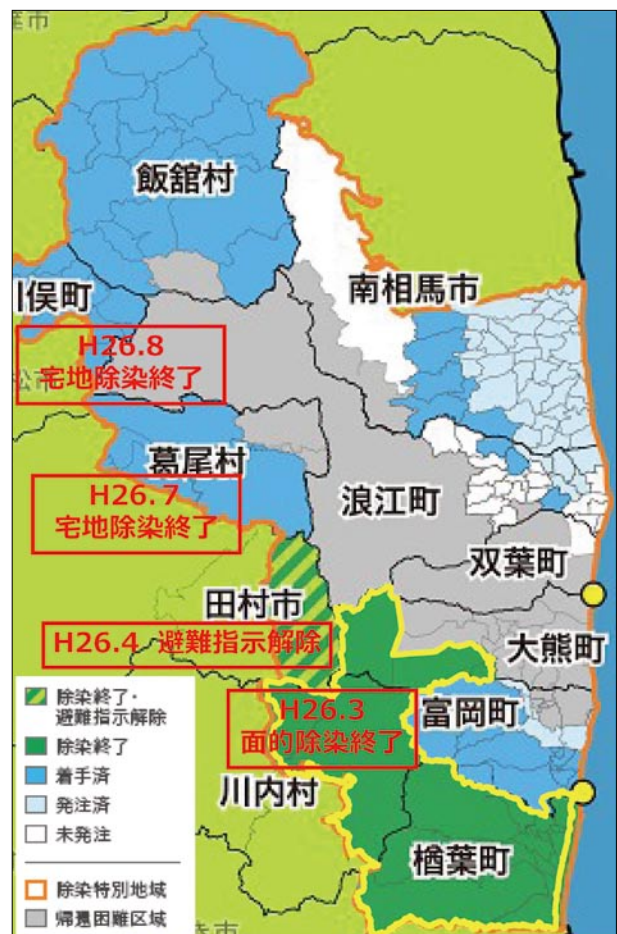 飯舘村
南相馬市
川俣町
H26.8
宅地除染終了
葛尾村
H26.7
宅地除染終了
浪江町
双葉町
田村市
H26.4 避難指示解除
大熊町
H26.3
面的除染終了
富岡町
川内村
楢葉町
除染終了・
避難指示解除
除染終了
着手済
発注済
未発注
除染特別地域
帰還困難区域